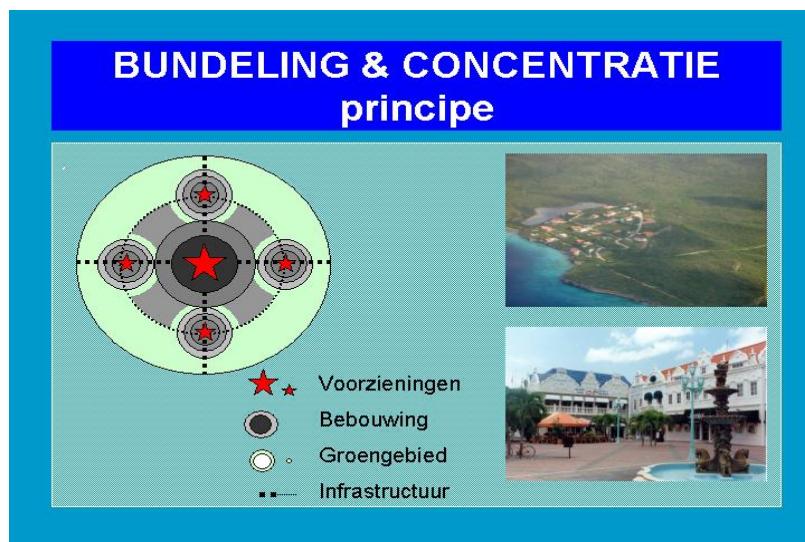 BUNDELING & CONCENTRATIE
principe
Voorzieningen
Bebouwing
Groengebied
Infrastructuur